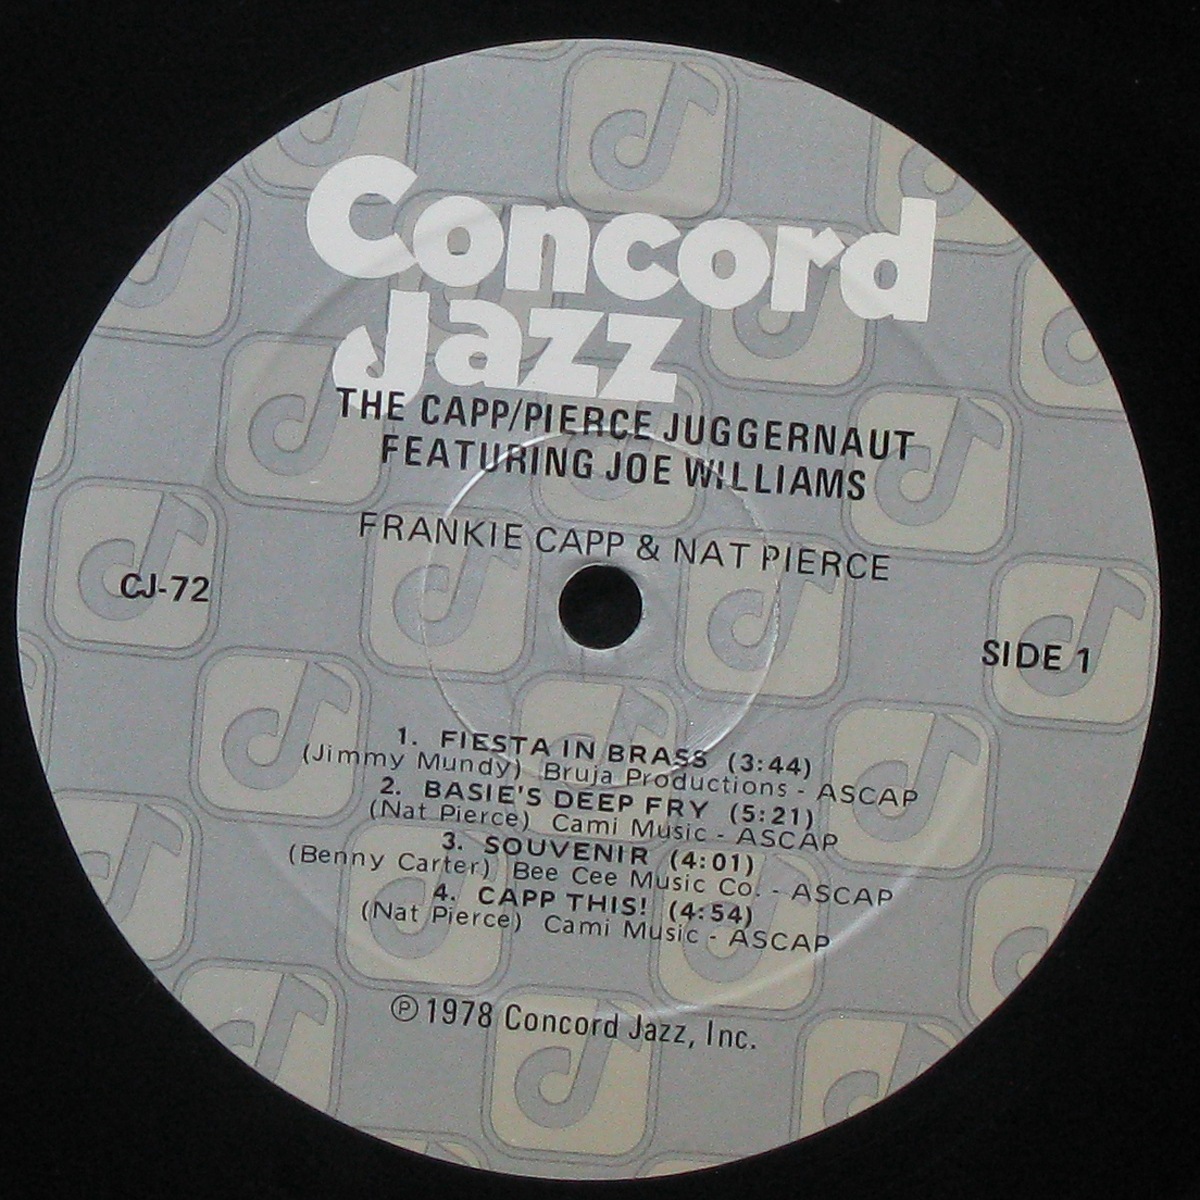 Concord
Jazz
THE CAPP/PIERCE JUGGERNAUT
FEATURING JOE WILLIAMS
FRANKIE CAPP & NAT PIERCE
CJ-72
SIDE 1
1. FIESTA IN BRASS (3:44)
(Jimmy Mundy) Bruja Productions - ASCAP
2. BASIE'S DEEP FRY (5:21)
(Nat Pierce) Cami Music - ASCAP
3. SOUVENIR (4:01)
(Benny Carter) Bee Cee Music Co. - ASCAP
4. CAPP THIS! (4:54)
(Nat Pierce) Cami Music - ASCAP
℗ 1978 Concord Jazz, Inc.